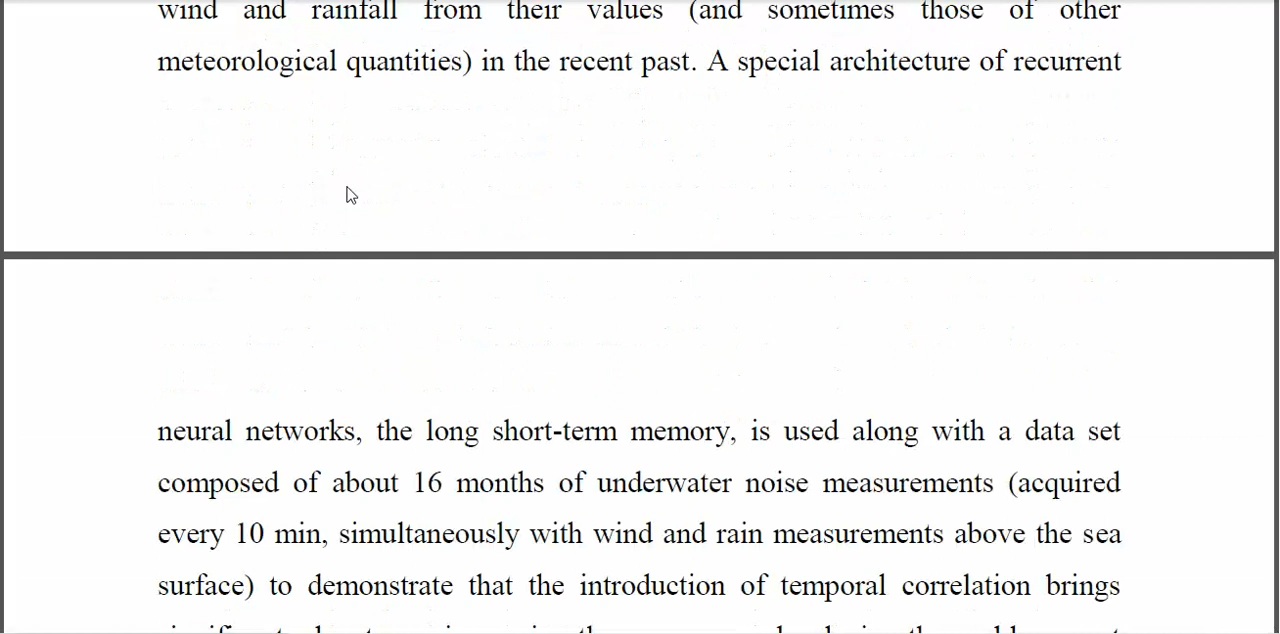 wind and rainfall from their values (and sometimes those of other
meteorological quantities) in the recent past. A special architecture of recurrent
neural networks, the long short-term memory, is used along with a data set
composed of about 16 months of underwater noise measurements (acquired
every 10 min, simultaneously with wind and rain measurements above the sea
surface) to demonstrate that the introduction of temporal correlation brings